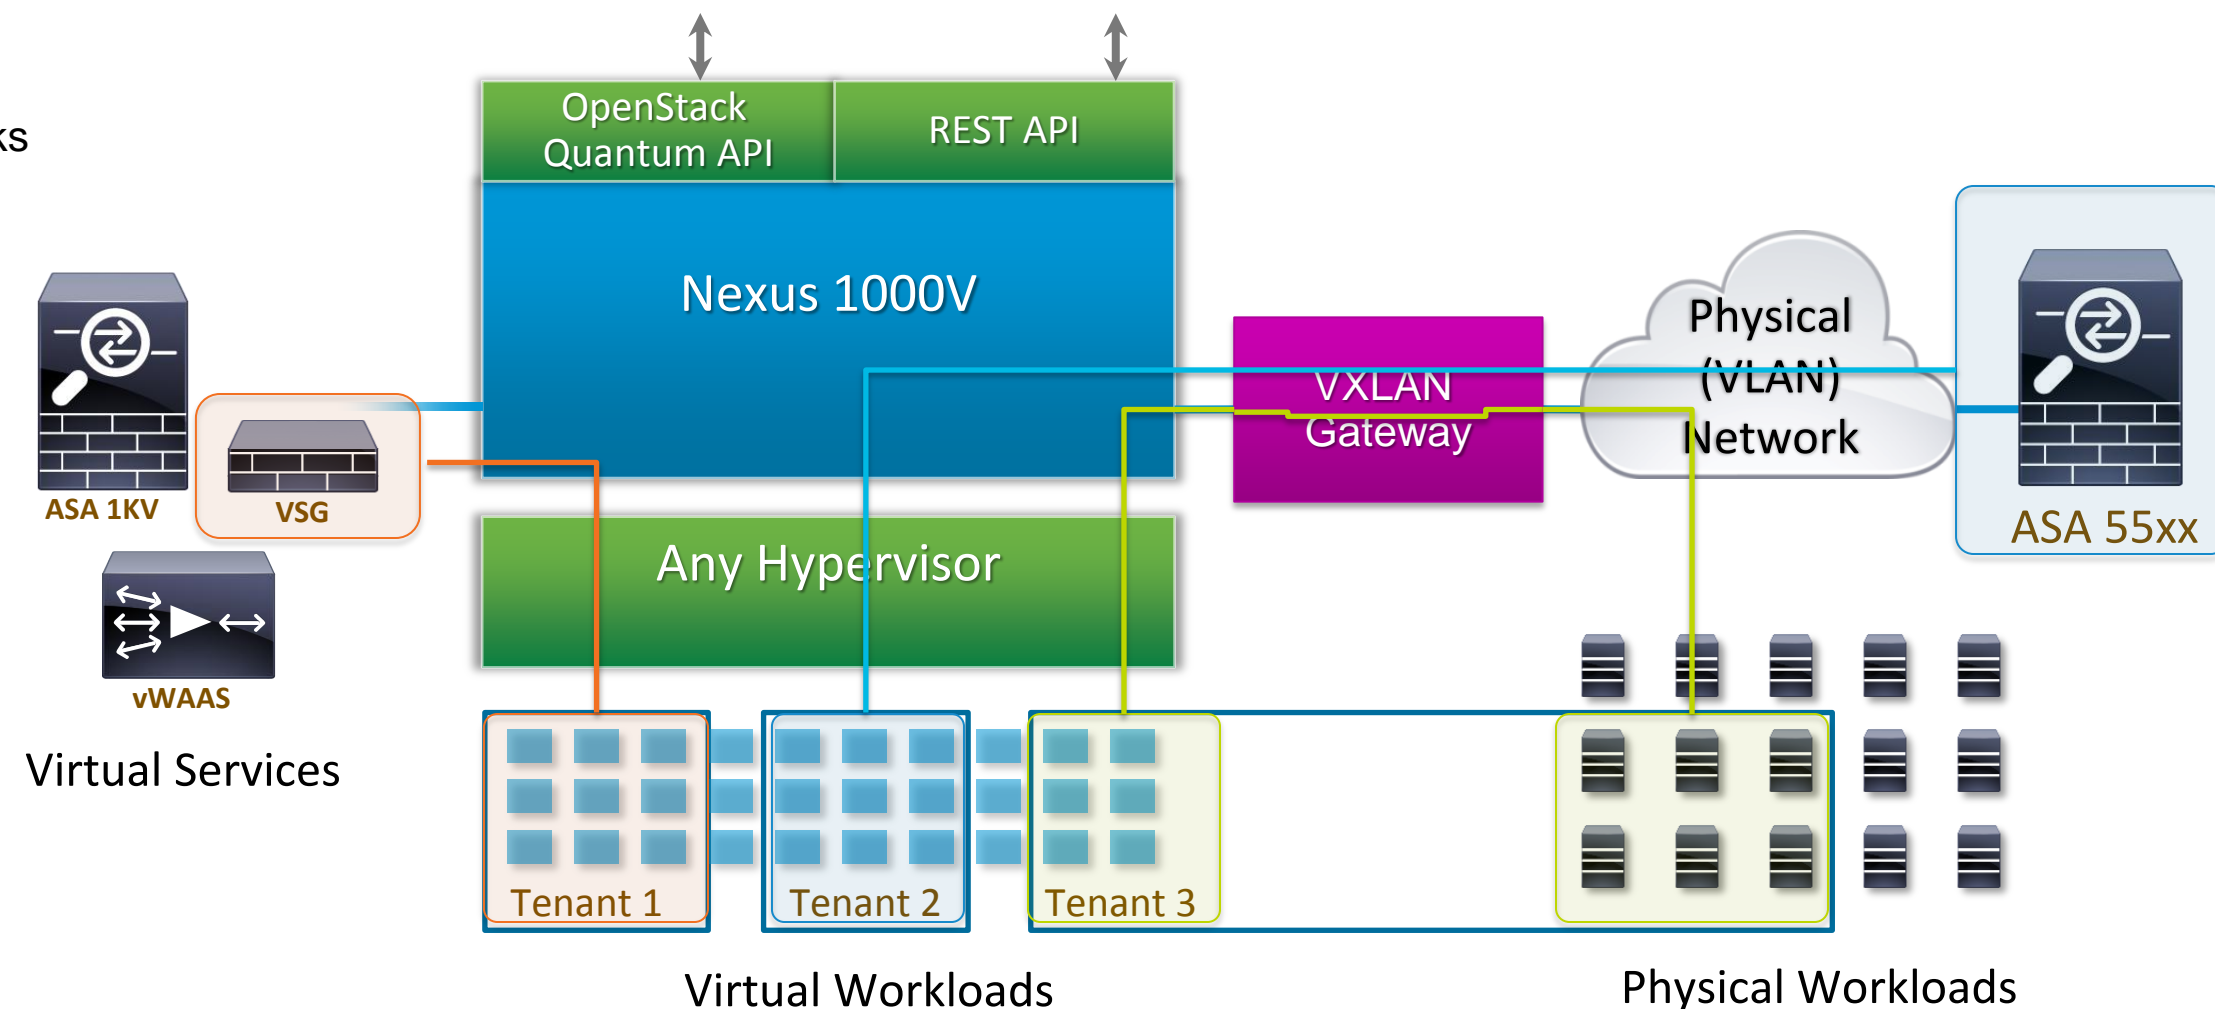 OpenStack
Quantum API
REST API
ks
Nexus 1000V
Physical
(VLAN)
Network
VXLAN
Gateway
ASA 1KV
VSG
ASA 55xx
Any Hypervisor
vWAAS
Virtual Services
Tenant 1
Tenant 2
Tenant 3
Virtual Workloads
Physical Workloads